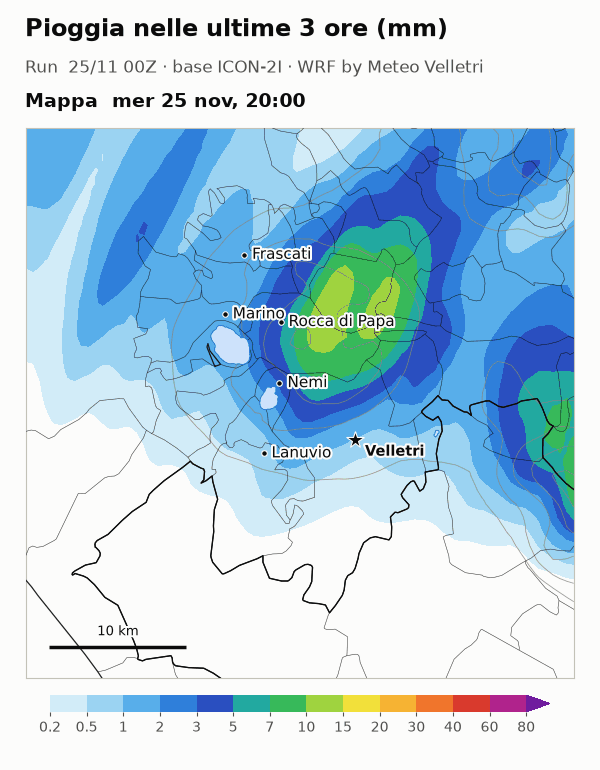 Pioggia nelle ultime 3 ore (mm)
Run 25/11 00Z · base ICON-2I · WRF by Meteo Velletri
Mappa mer 25 nov, 20:00
Frascati
Marino
Rocca di Papa
Nemi
Velletri
Lanuvio
10 km
0.2 0.5 1 2 3 5 7 10 15 20 30 40 60 80